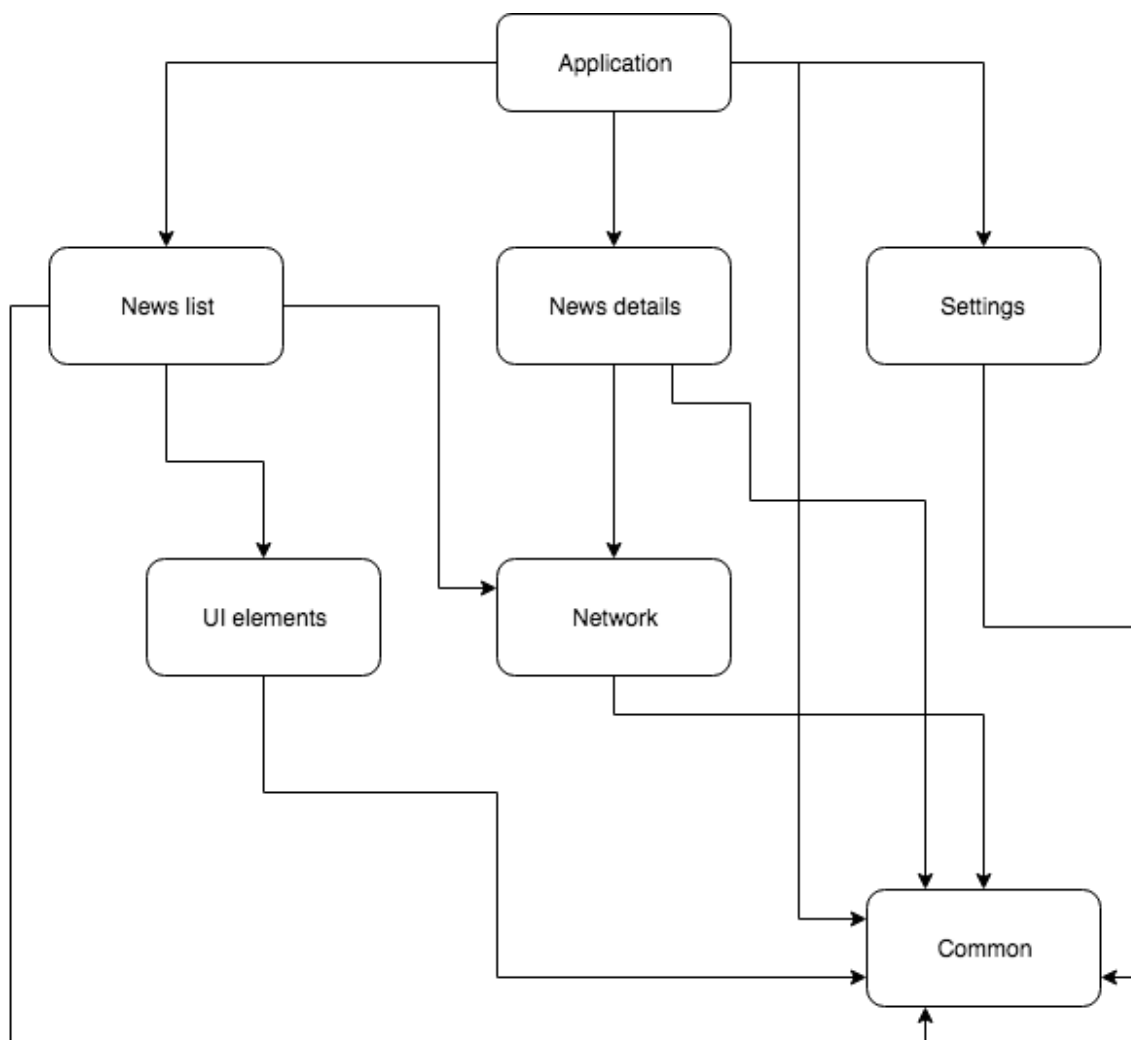 Application
News list
News details
Settings
UI elements
Network
Common